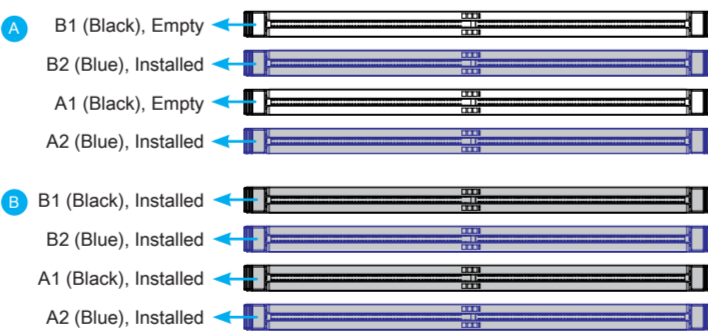 A B1 (Black), Empty
B2 (Blue), Installed
A1 (Black), Empty
A2 (Blue), Installed
B B1 (Black), Installed
B2 (Blue), Installed
A1 (Black), Installed
A2 (Blue), Installed